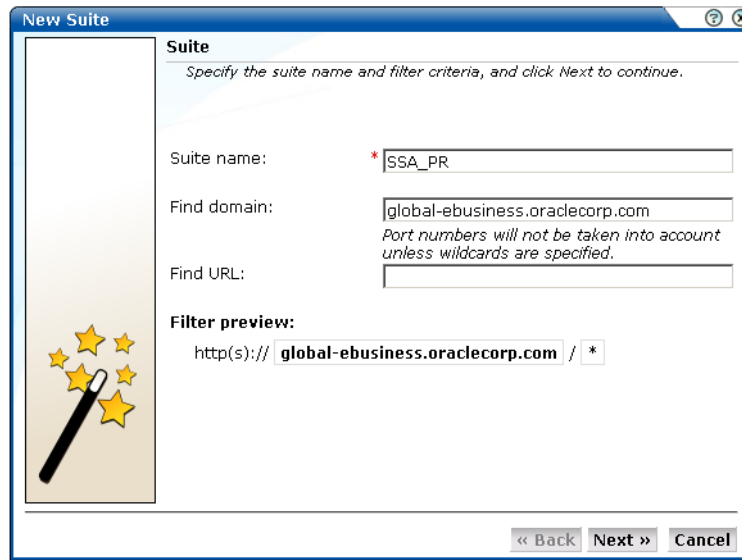 New Suite
Suite
Specify the suite name and filter criteria, and click Next to continue.
Suite name: * SSA_PR
Find domain: global-ebusiness.oraclecorp.com
Port numbers will not be taken into account
unless wildcards are specified.
Find URL:
Filter preview:
http(s):// global-ebusiness.oraclecorp.com / *
« Back Next » Cancel